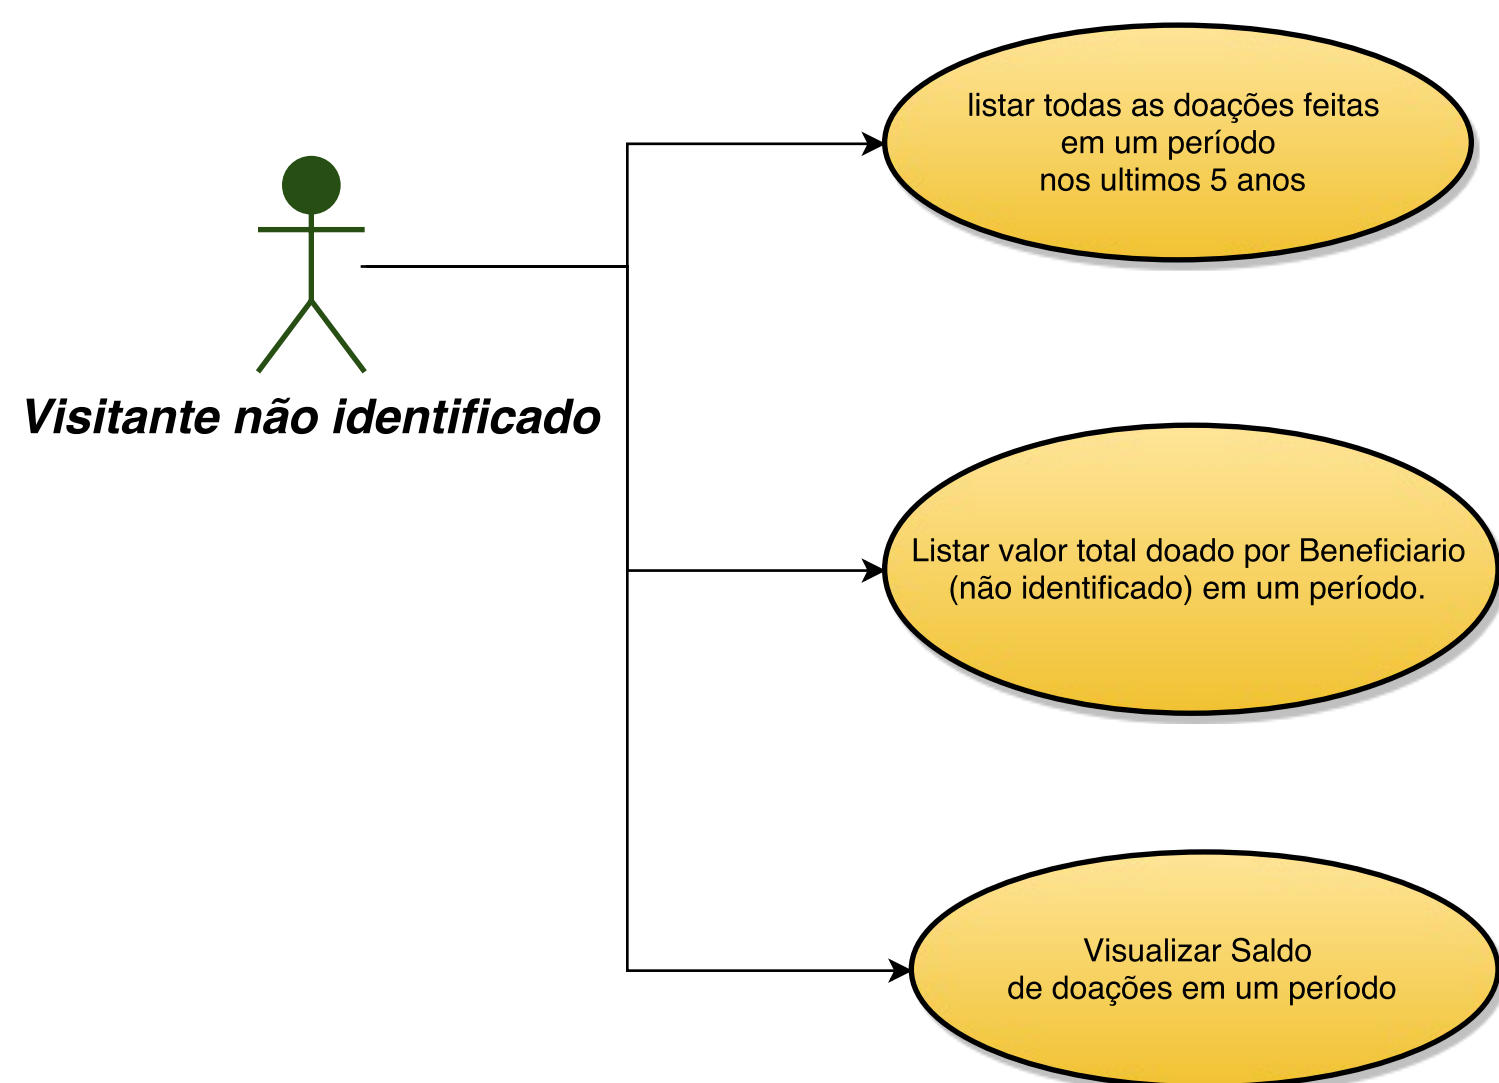 listar todas as doações feitas
em um período
nos ultimos 5 anos
Visitante não identificado
Listar valor total doado por Beneficiario
(não identificado) em um período.
Visualizar Saldo
de doações em um período